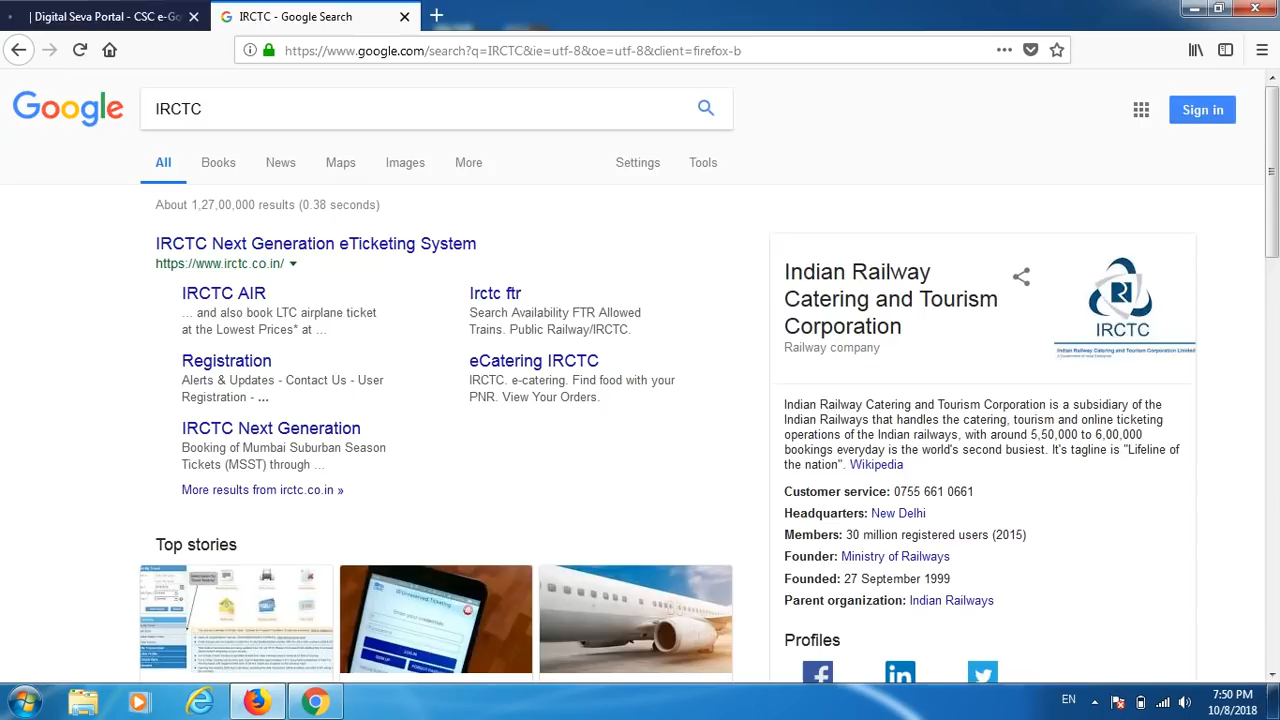 | Digital Seva Portal - CSC e-Go
IRCTC - Google Search
https://www.google.com/search?q=IRCTC&ie=utf-8&oe=utf-8&client=firefox-b
Google
IRCTC
Sign in
All Books News Maps Images More Settings Tools
About 1,27,00,000 results (0.38 seconds)
IRCTC Next Generation eTicketing System
https://www.irctc.co.in/
IRCTC AIR
... and also book LTC airplane ticket
at the Lowest Prices* at ...
Irctc ftr
Search Availability FTR Allowed
Trains. Public Railway/IRCTC.
Registration
Alerts & Updates - Contact Us - User
Registration - ...
eCatering IRCTC
IRCTC. e-catering. Find food with your
PNR. View Your Orders.
IRCTC Next Generation
Booking of Mumbai Suburban Season
Tickets (MSST) through ...
More results from irctc.co.in »
Top stories
Indian Railway
Catering and Tourism
Corporation
Railway company
IRCTC
Indian Railway Catering and Tourism Corporation Limited
Indian Railway Catering and Tourism Corporation is a subsidiary of the
Indian Railways that handles the catering, tourism and online ticketing
operations of the Indian railways, with around 5,50,000 to 6,00,000
bookings everyday is the world's second busiest. It's tagline is "Lifeline of
the nation". Wikipedia
Customer service: 0755 661 0661
Headquarters: New Delhi
Members: 30 million registered users (2015)
Founder: Ministry of Railways
Founded: 27 September 1999
Parent organization: Indian Railways
Profiles
EN
7:50 PM
10/8/2018